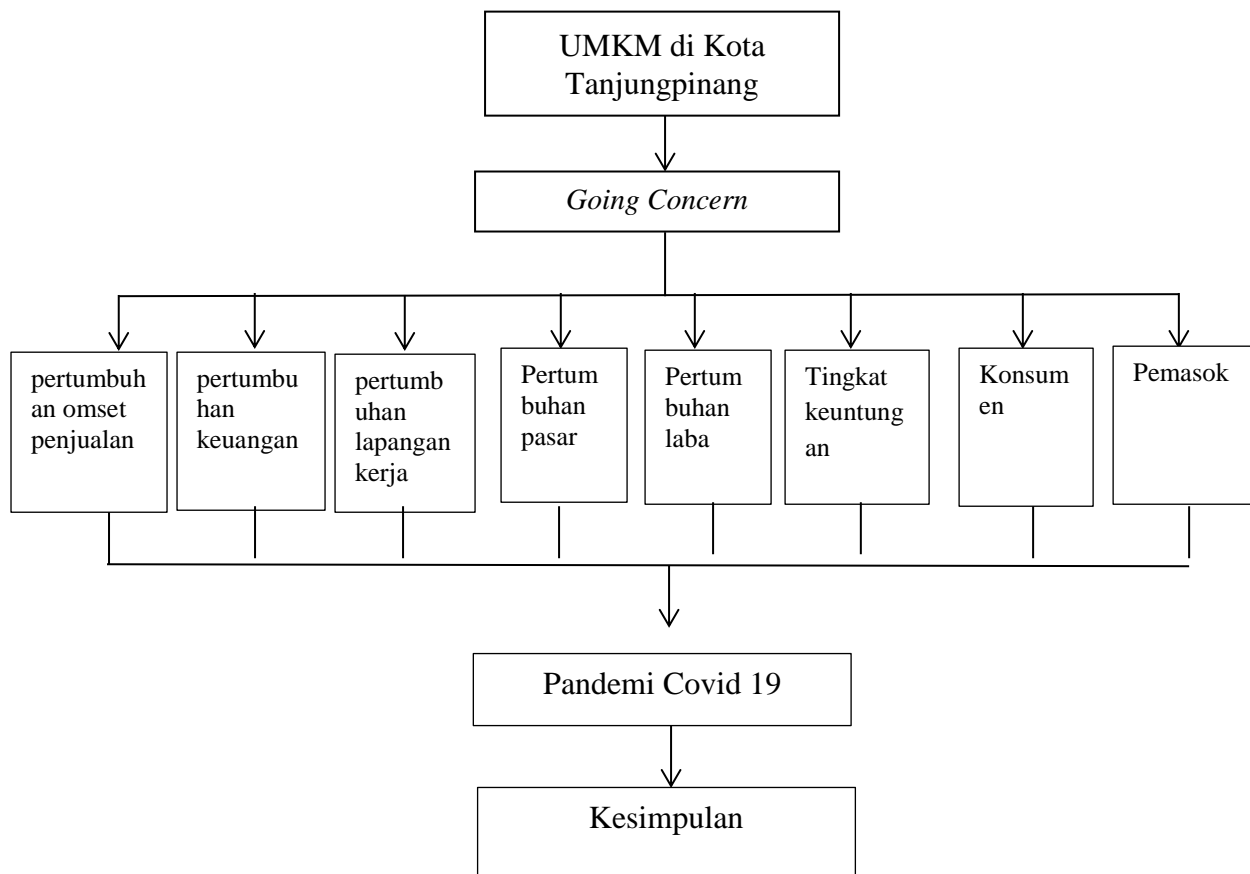 UMKM di Kota
Tanjungpinang
Going Concern
pertumbuh
an omset
penjualan
pertumbu
han
keuangan
pertumb
uhan
lapangan
kerja
Pertum
buhan
pasar
Pertum
buhan
laba
Tingkat
keuntung
an
Konsum
en
Pemasok
Pandemi Covid 19
Kesimpulan